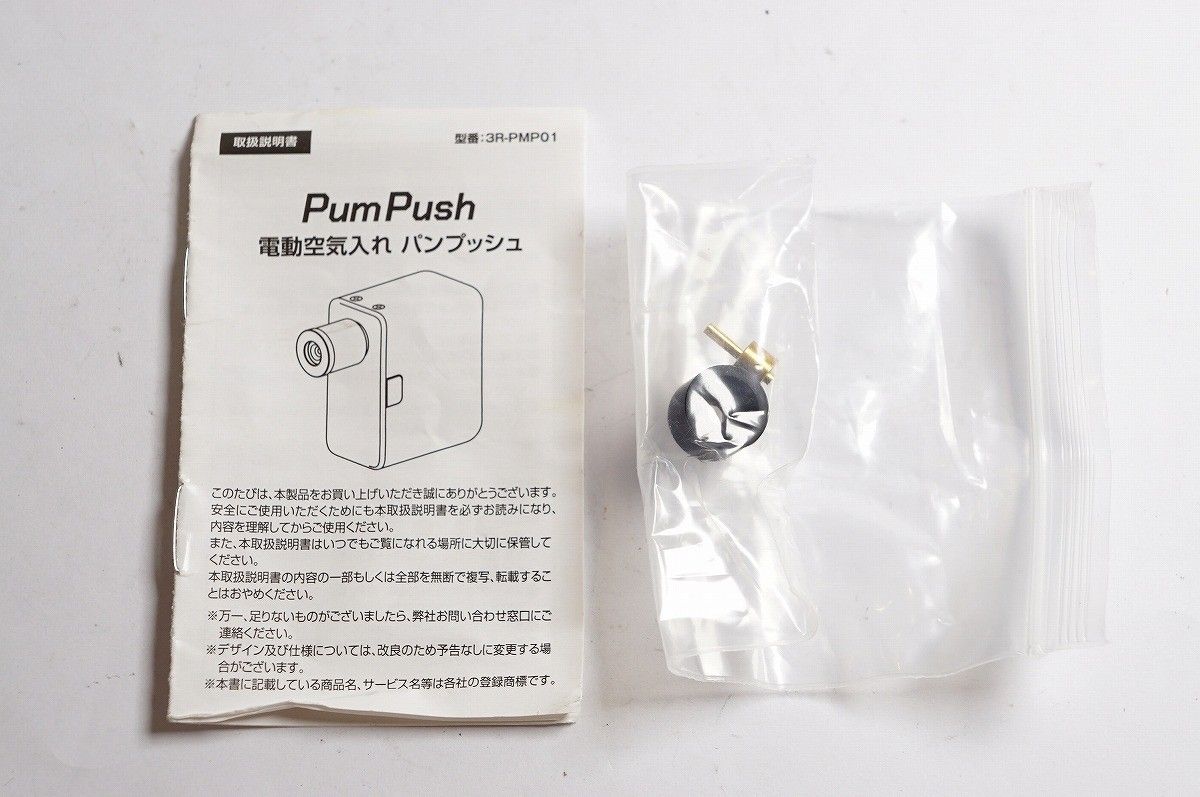 取扱説明書
型番:3R-PMP01
PumPush
電動空気入れ パンプッシュ
このたびは、本製品をお買い上げいただき誠にありがとうございます。
安全にご使用いただくためにも本取扱説明書を必ずお読みになり、
内容を理解してからご使用ください。
また、本取扱説明書はいつでもご覧になれる場所に大切に保管して
ください。
本取扱説明書の内容の一部もしくは全部を無断で複写、転載するこ
とはおやめください。
※万一、足りないものがございましたら、弊社お問い合わせ窓口にご
連絡ください。
※デザイン及び仕様については、改良のため予告なしに変更する場
合がございます。
※本書に記載している商品名、サービス名等は各社の登録商標です。